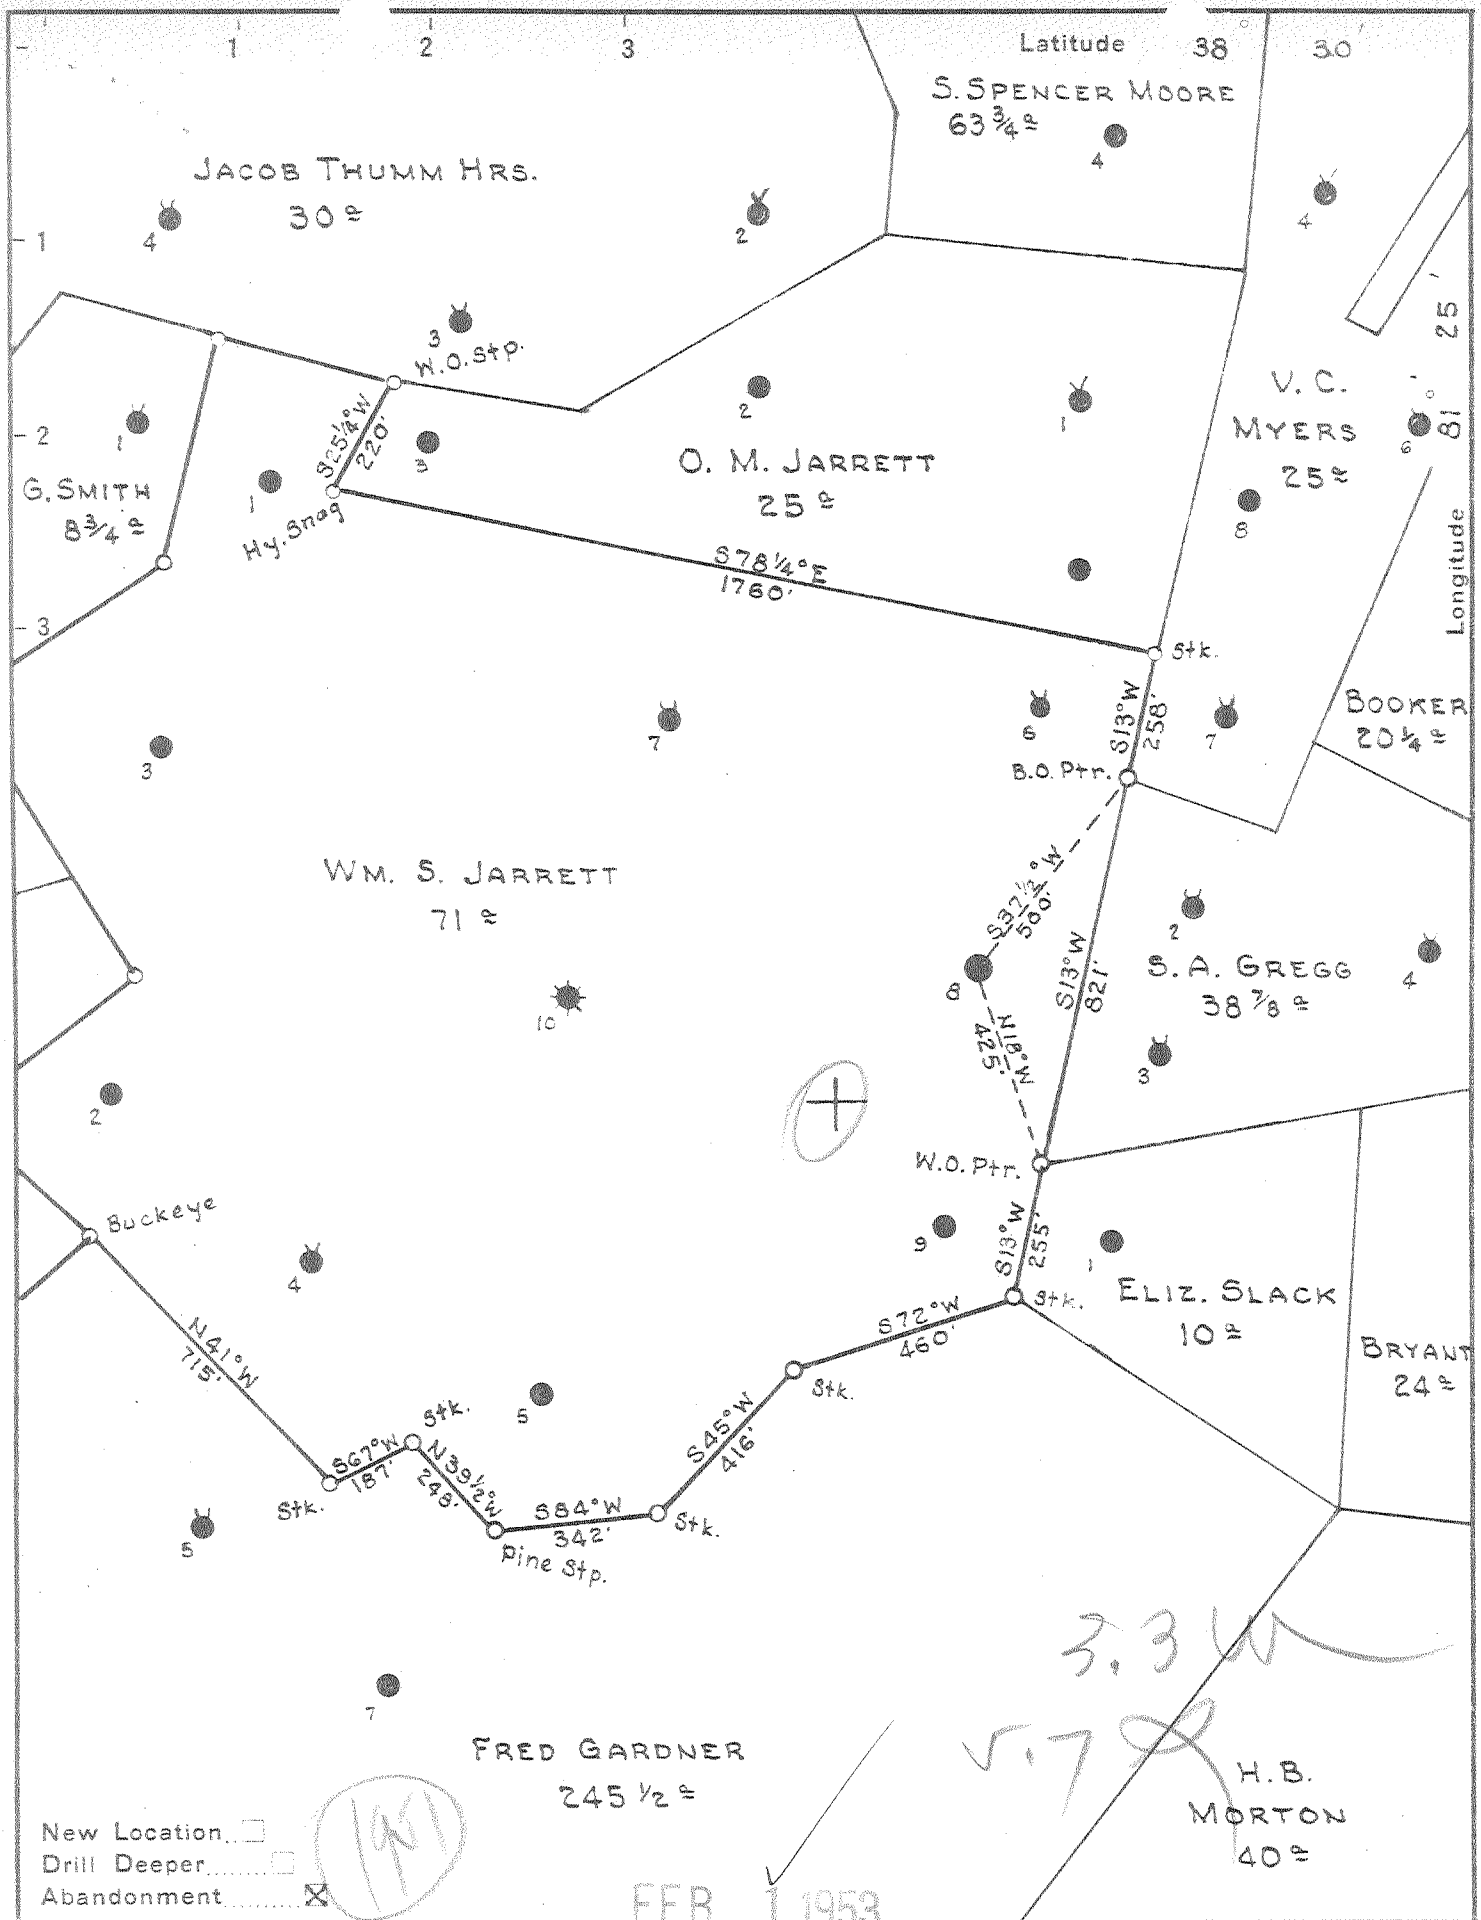 1 2 3 Latitude 38° 30'
S. SPENCER MOORE
63 3/4 a
4
JACOB THUMM HRS.
30 a
4
2
4
1
3
W.O. Stp.
25'
81°
Longitude
2
3
1
S25¼°W
220'
3
2
1
O. M. JARRETT
25 a
V. C.
MYERS
25 a
6
8
G. SMITH
8 3/4 a
1
1
Hy. Snag
S78¼°E
1760'
Stk.
S13°W
258'
BOOKER
20 ¼ a
3
7
6
7
B.O. Ptr.
WM. S. JARRETT
71 a
S37½°W
500'
S13°W
821'
2
S. A. GREGG
38 7/8 a
4
8
10
N18°W
425'
3
2
W.O. Ptr.
Buckeye
4
9
S13°W
255'
1
Stk.
ELIZ. SLACK
10 a
BRYANT
24 a
N41°W
715'
S72°W
460'
Stk.
5
Stk.
S45°W
416'
S67°W
187'
N39½°W
248'
S84°W
342'
Stk.
Stk.
Pine Stp.
5
7
FRED GARDNER
245 1/2 a
H. B.
MORTON
40 a
New Location
Drill Deeper
Abandonment X
FEB 1 1953